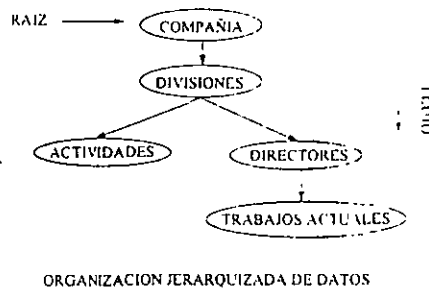 RAIZ
COMPAÑIA
DIVISIONES
ACTIVIDADES
DIRECTORES
TRABAJOS ACTUALES
ORGANIZACION JERARQUIZADA DE DATOS